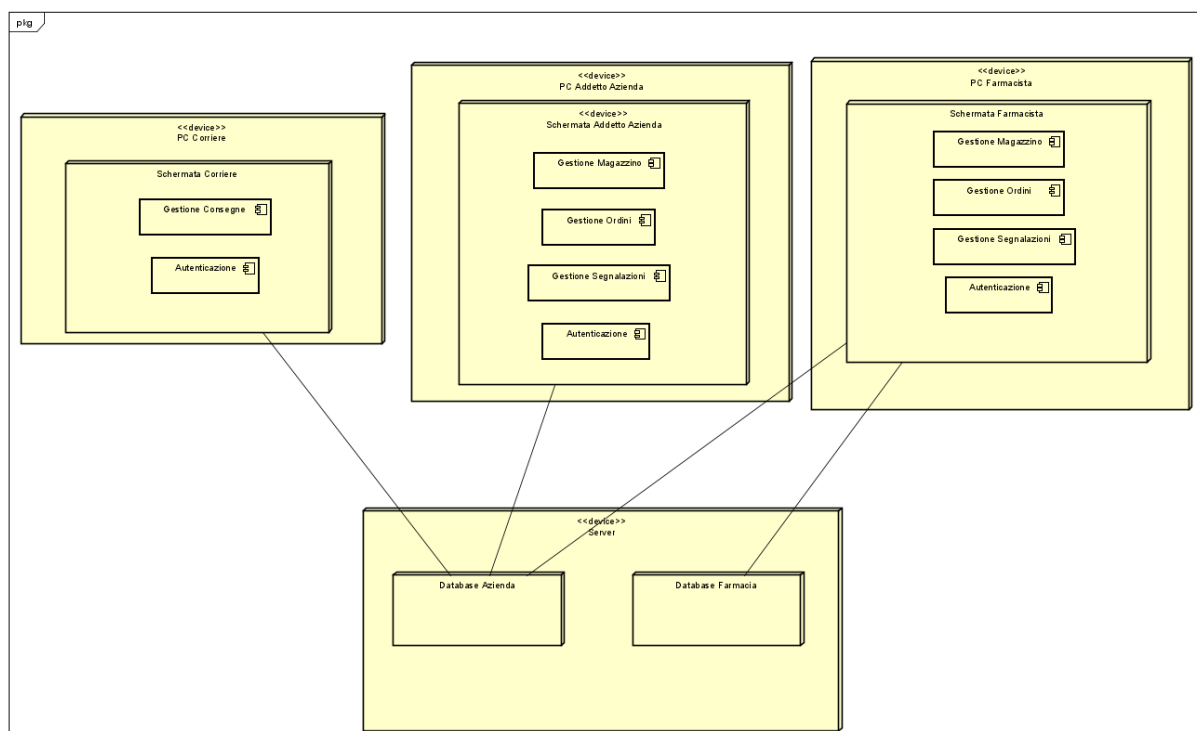 pkg
<<device>>
PC Corriere
Schermata Corriere
Gestione Consegne
Autenticazione
<<device>>
PC Addetto Azienda
<<device>>
Schermata Addetto Azienda
Gestione Magazzino
Gestione Ordini
Gestione Segnalazioni
Autenticazione
<<device>>
PC Farmacista
Schermata Farmacista
Gestione Magazzino
Gestione Ordini
Gestione Segnalazioni
Autenticazione
<<device>>
Server
Database Azienda
Database Farmacia